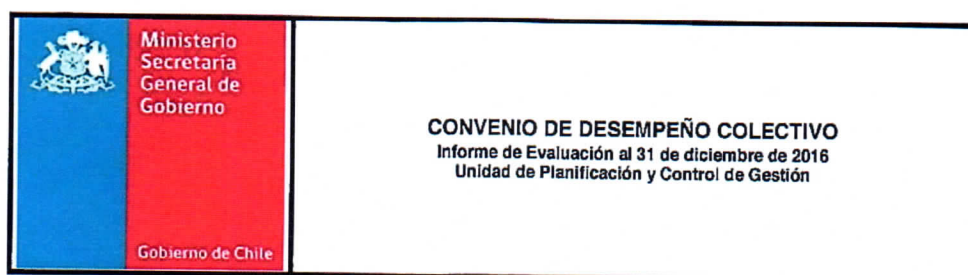 Ministerio
Secretaría
General de
Gobierno
Gobierno de Chile
CONVENIO DE DESEMPEÑO COLECTIVO
Informe de Evaluación al 31 de diciembre de 2016
Unidad de Planificación y Control de Gestión